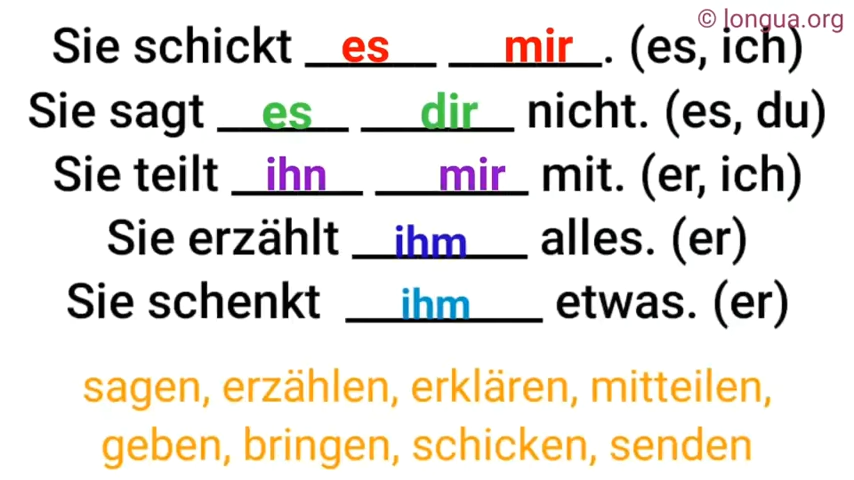 © longua.org
Sie schickt es mir. (es, ich)
Sie sagt es dir nicht. (es, du)
Sie teilt ihn mir mit. (er, ich)
Sie erzählt ihm alles. (er)
Sie schenkt ihm etwas. (er)
sagen, erzählen, erklären, mitteilen,
geben, bringen, schicken, senden